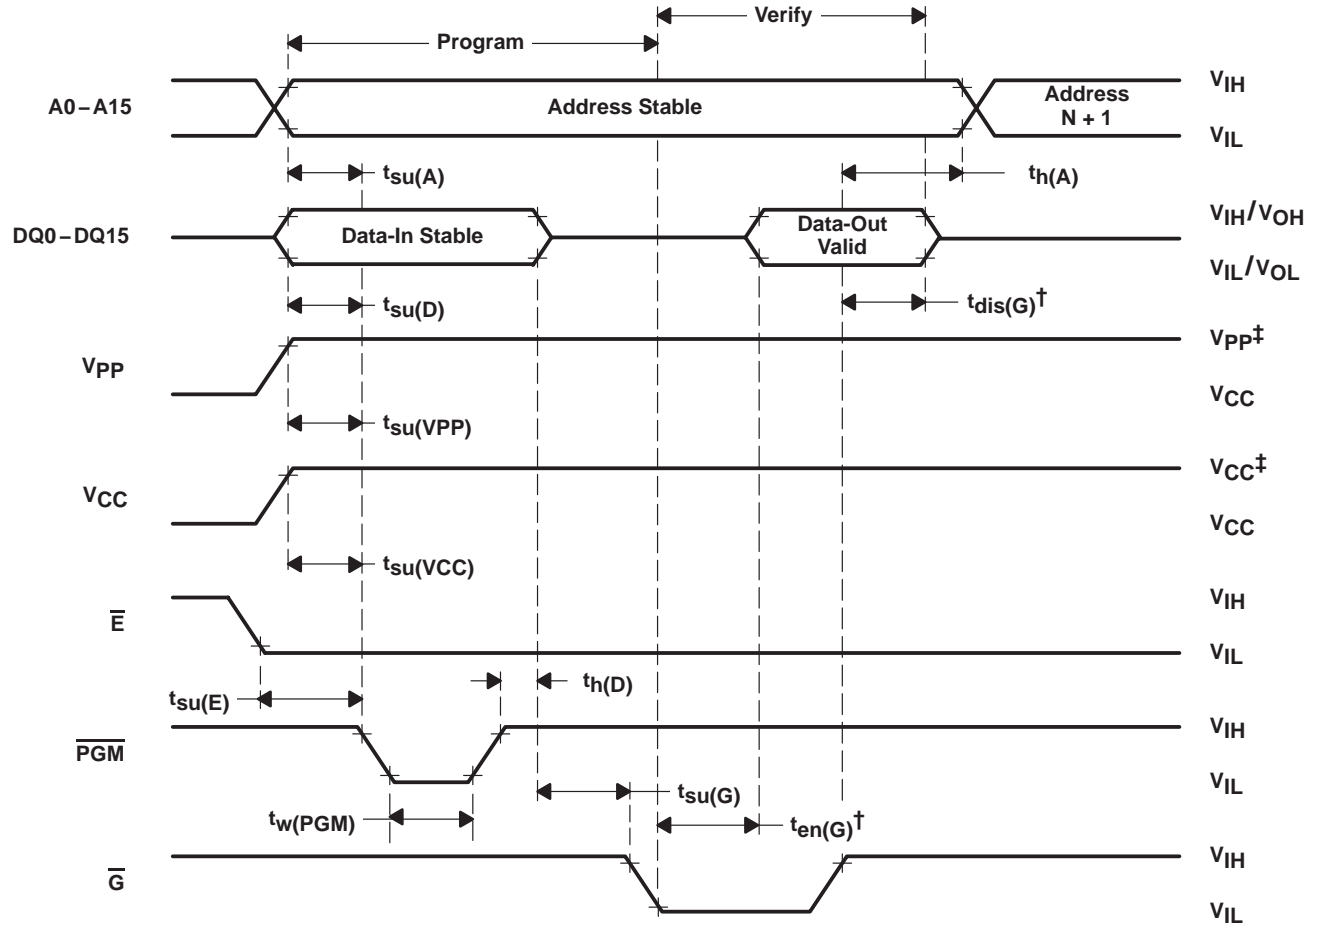 Verify
Program
A0–A15
Address Stable
Address
N + 1
VIH
VIL
tsu(A)
th(A)
DQ0–DQ15
Data-In Stable
Data-Out
Valid
VIH/VOH
VIL/VOL
tsu(D)
tdis(G)†
VPP
VPP‡
VCC
tsu(VPP)
VCC
VCC‡
VCC
tsu(VCC)
E
VIH
VIL
tsu(E)
th(D)
PGM
VIH
VIL
tw(PGM)
tsu(G)
ten(G)†
G
VIH
VIL